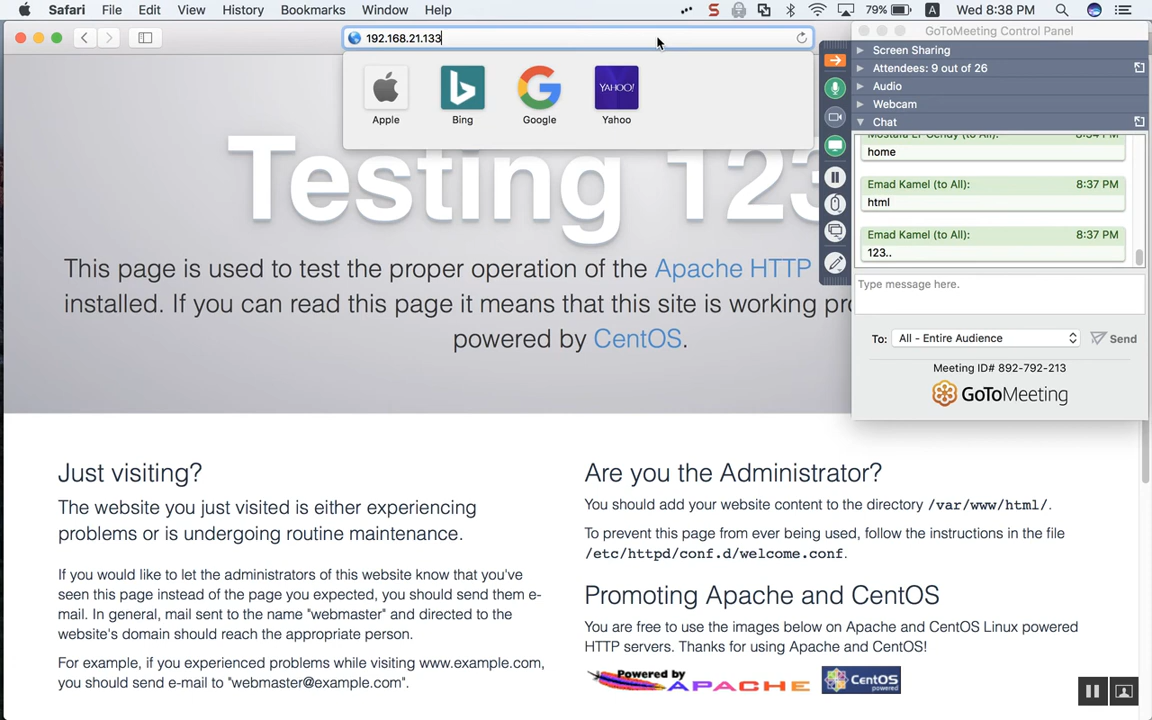 Safari File Edit View History Bookmarks Window Help
S 79% A Wed 8:38 PM
192.168.21.133
Apple
Bing
Google
YAHOO!
Yahoo
Testing 123
This page is used to test the proper operation of the Apache HTTP
installed. If you can read this page it means that this site is working
powered by CentOS.
Just visiting?
The website you just visited is either experiencing
problems or is undergoing routine maintenance.
If you would like to let the administrators of this website know that you've
seen this page instead of the page you expected, you should send them e-
mail. In general, mail sent to the name "webmaster" and directed to the
website's domain should reach the appropriate person.
For example, if you experienced problems while visiting www.example.com,
you should send e-mail to "webmaster@example.com".
Are you the Administrator?
You should add your website content to the directory /var/www/html/.
To prevent this page from ever being used, follow the instructions in the file
/etc/httpd/conf.d/welcome.conf.
Promoting Apache and CentOS
You are free to use the images below on Apache and CentOS Linux powered
HTTP servers. Thanks for using Apache and CentOS!
Powered by
APACHE
CentOS
powered
GoToMeeting Control Panel
Screen Sharing
Attendees: 9 out of 26
Audio
Webcam
Chat
home
Emad Kamel (to All): 8:37 PM
html
Emad Kamel (to All): 8:37 PM
123..
Type message here.
To: All - Entire Audience Send
Meeting ID# 892-792-213
GoToMeeting